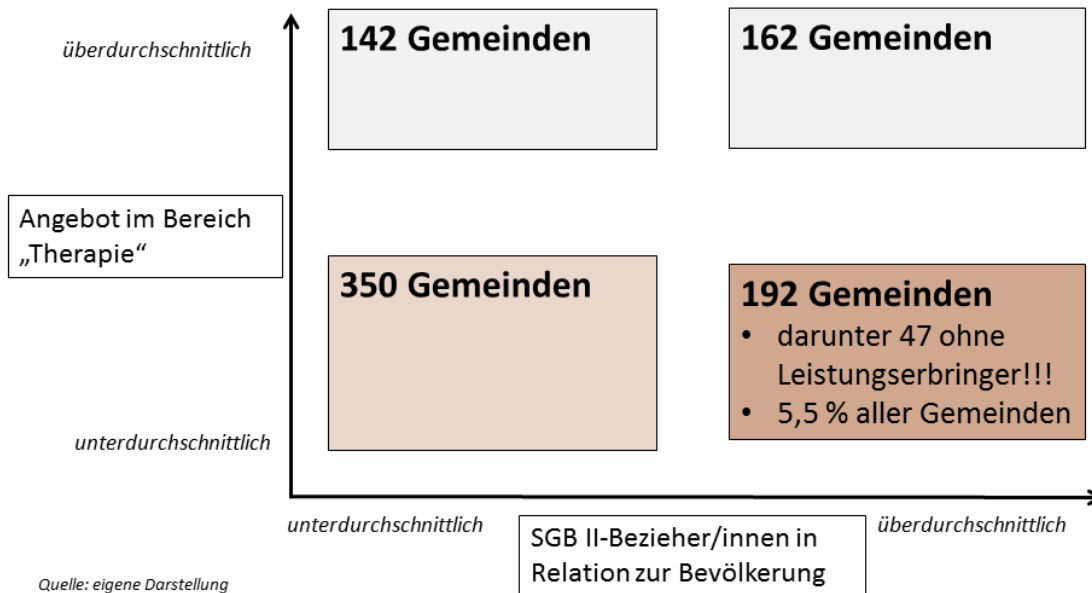 überdurchschnittlich
142 Gemeinden
162 Gemeinden
Angebot im Bereich
„Therapie“
350 Gemeinden
192 Gemeinden
• darunter 47 ohne
Leistungserbringer!!!
• 5,5 % aller Gemeinden
unterdurchschnittlich
unterdurchschnittlich
SGB II-Bezieher/innen in
Relation zur Bevölkerung
überdurchschnittlich
Quelle: eigene Darstellung